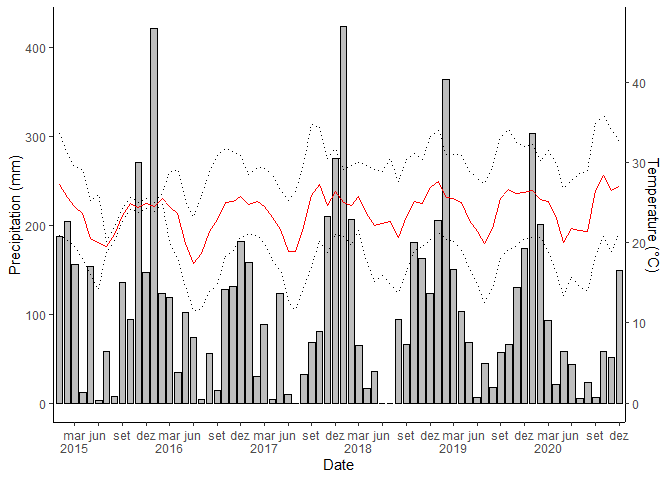 Precipitation (mm)
400
300
200
100
0
40
30
20
10
0
Temperature (°C)
mar jun set dez mar jun set dez mar jun set dez mar jun set dez mar jun set dez mar jun set dez
2015 2016 2017 2018 2019 2020
Date